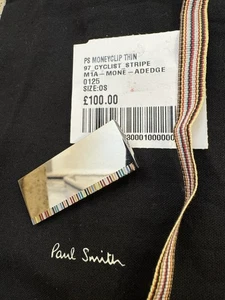 PS MONEYCLIP THIN
97_CYCLIST_STRIPE
M1A-MONE-ADEDGE
0125
SIZE:OS
£100.00
Paul Smith